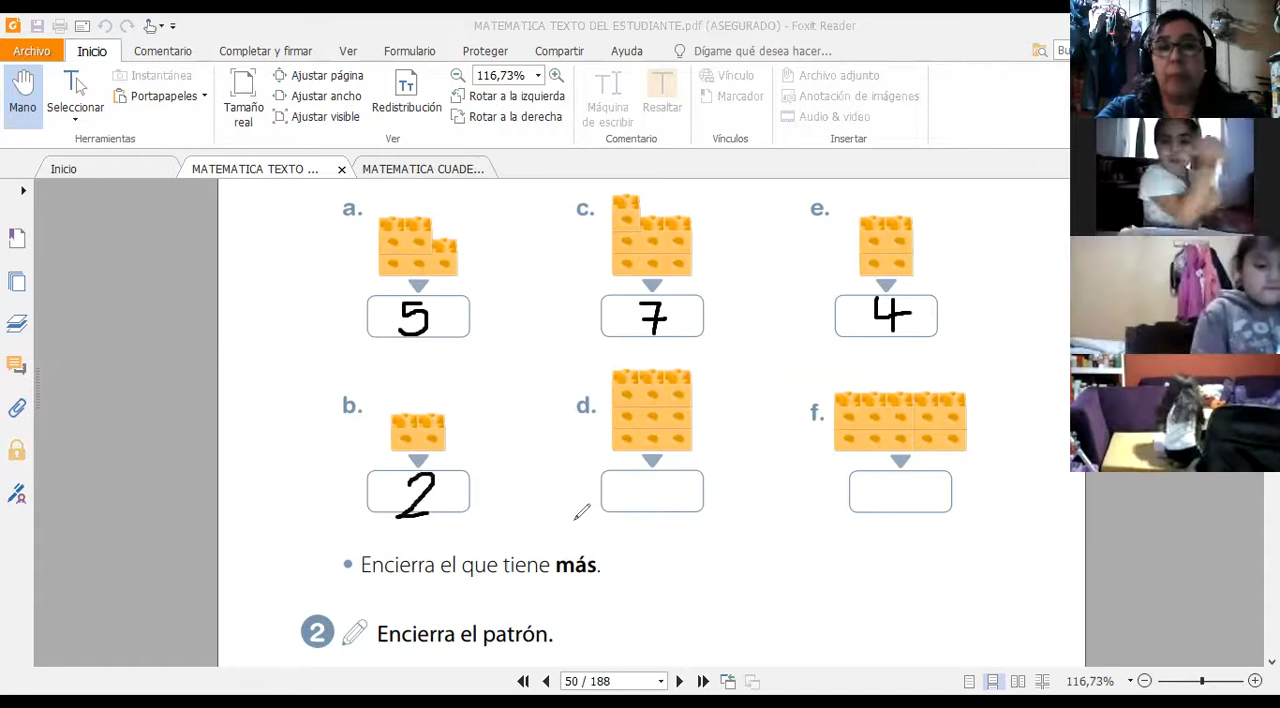 MATEMATICA TEXTO DEL ESTUDIANTE.pdf (ASEGURADO) - Foxit Reader
Archivo Inicio Comentario Completar y firmar Ver Formulario Proteger Compartir Ayuda Dígame qué desea hacer...
Mano
Seleccionar
Instantánea
Portapapeles
Herramientas
Tamaño real
Ajustar página
Ajustar ancho
Ajustar visible
Redistribución
116,73%
Rotar a la izquierda
Rotar a la derecha
Ver
Máquina de escribir
Resaltar
Comentario
Vínculo
Marcador
Vínculos
Archivo adjunto
Anotación de imágenes
Audio & video
Insertar
Inicio MATEMATICA TEXTO ... x MATEMATICA CUADE...
a. c. e.
5 7 4
b. d. f.
2
• Encierra el que tiene más.
2 Encierra el patrón.
50 / 188 116,73%